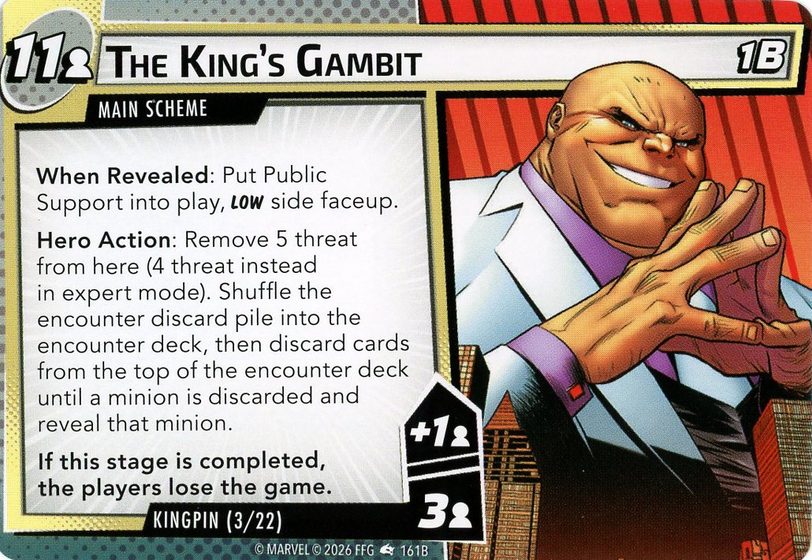 11
THE KING'S GAMBIT
1B
MAIN SCHEME
When Revealed: Put Public
Support into play, LOW side faceup.
Hero Action: Remove 5 threat
from here (4 threat instead
in expert mode). Shuffle the
encounter discard pile into the
encounter deck, then discard cards
from the top of the encounter deck
until a minion is discarded and
reveal that minion.
If this stage is completed,
the players lose the game.
+1
3
KINGPIN (3/22)
© MARVEL © 2026 FFG 161B